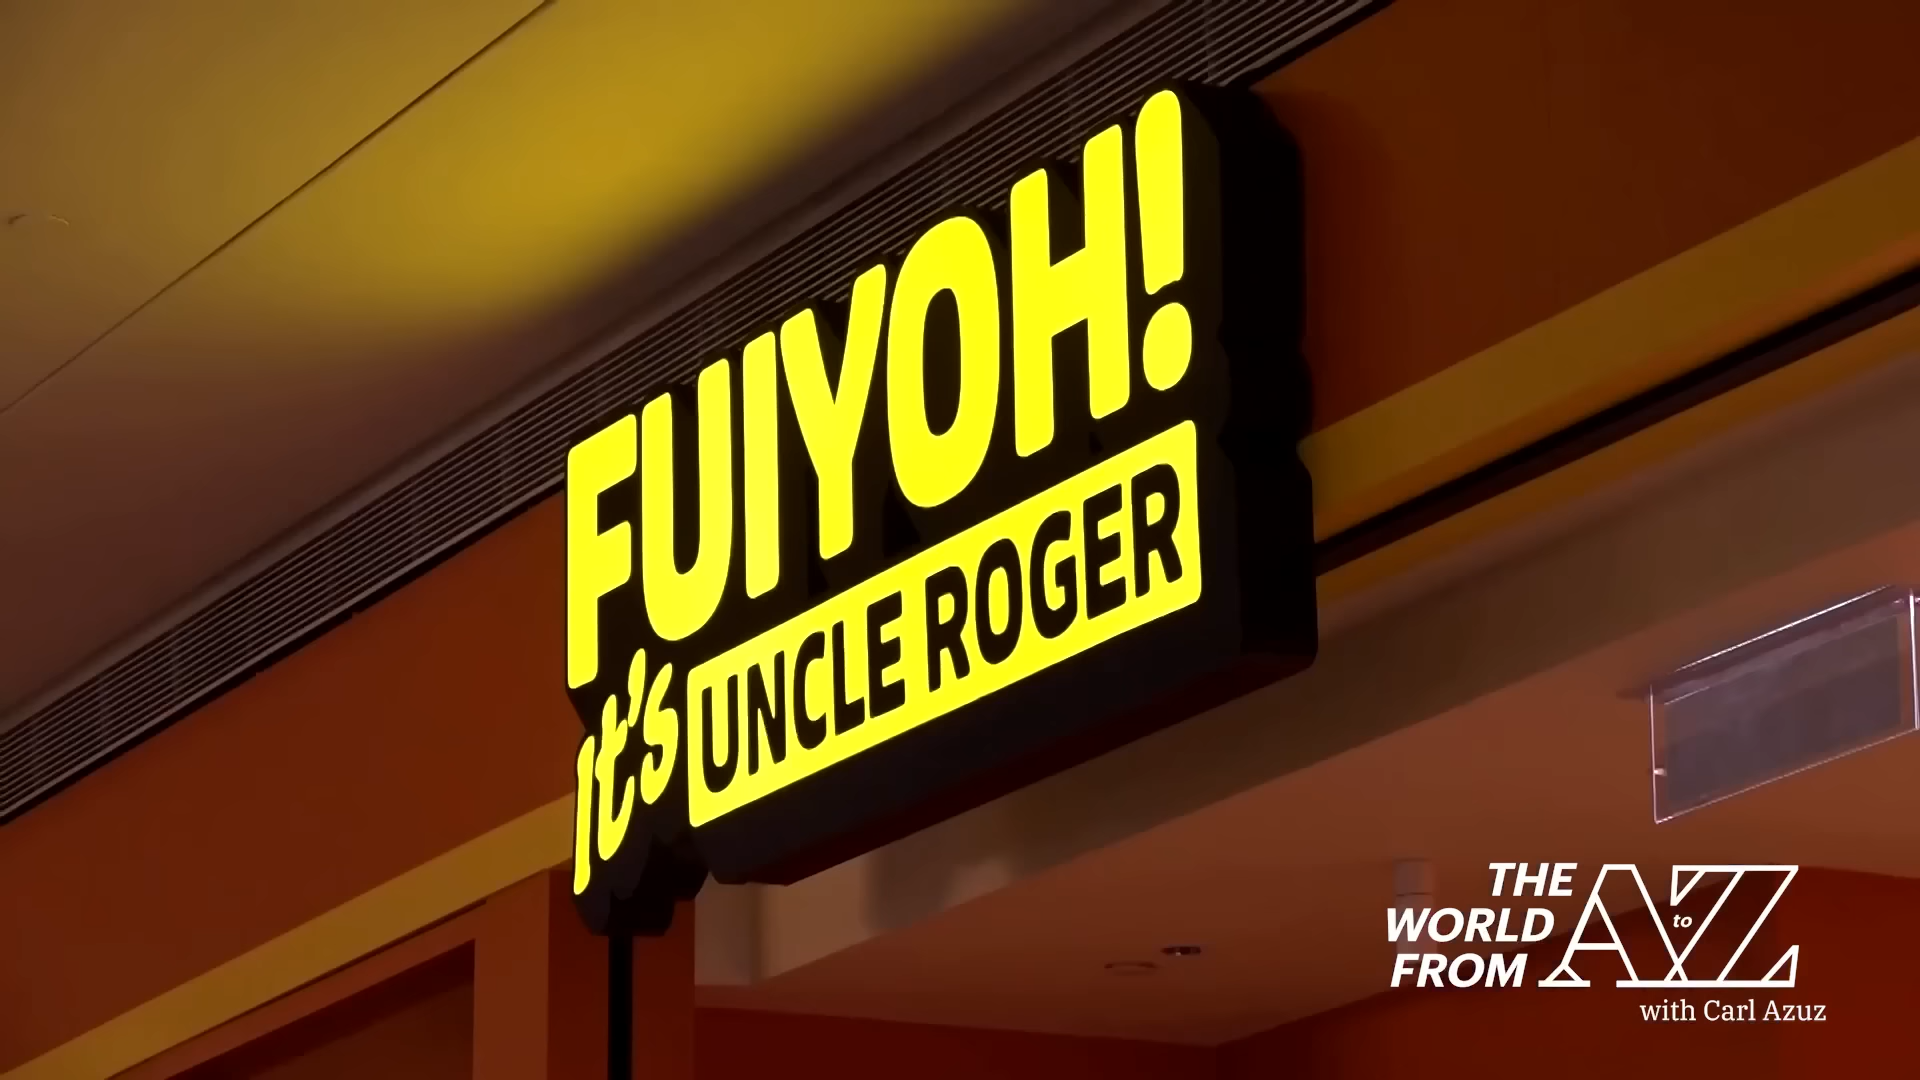 FUIYOH!
It's UNCLE ROGER
THE
WORLD
FROM
A to Z
with Carl Azuz